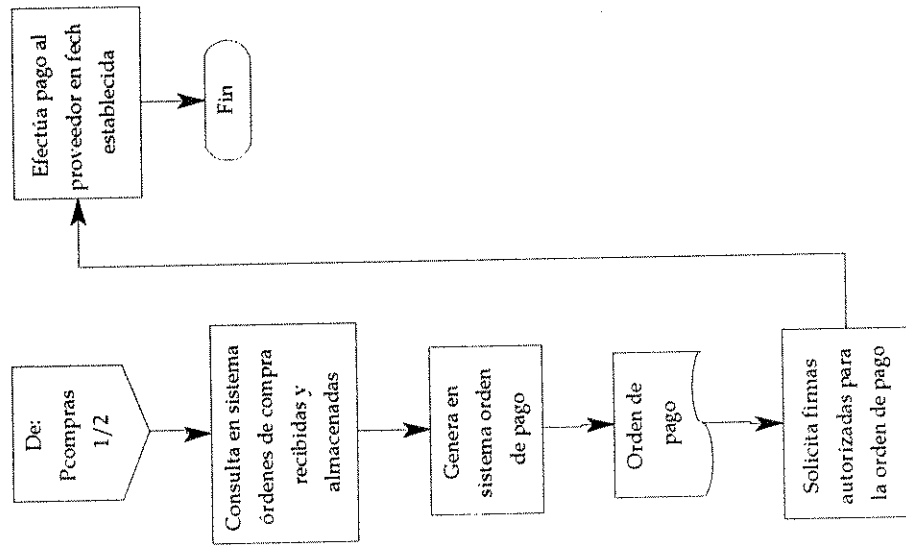 De:
Pcompras
1/2
Consulta en sistema
órdenes de compra
recibidas y
almacenadas
Genera en
sistema orden
de pago
Orden de
pago
Solicita firmas
autorizadas para
la orden de pago
Efectúa pago al
proveedor en fech
establecida
Fin